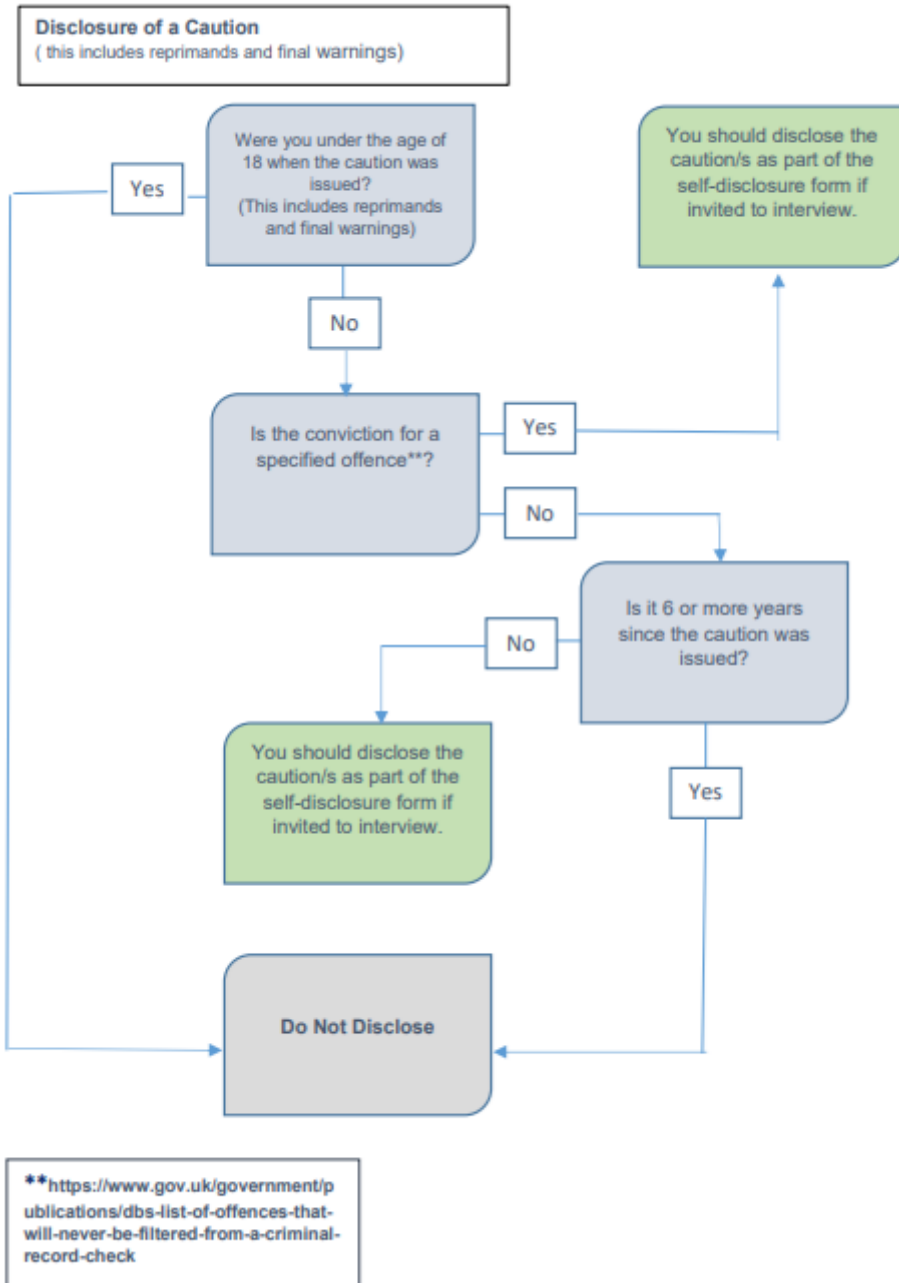 Disclosure of a Caution
( this includes reprimands and final warnings)
Were you under the age of
18 when the caution was
issued?
(This includes reprimands
and final warnings)
Yes
You should disclose the
caution/s as part of the
self-disclosure form if
invited to interview.
No
Is the conviction for a
specified offence**?
Yes
No
Is it 6 or more years
since the caution was
issued?
No
You should disclose the
caution/s as part of the
self-disclosure form if
invited to interview.
Yes
Do Not Disclose
**https://www.gov.uk/government/p
ublications/dbs-list-of-offences-that-
will-never-be-filtered-from-a-criminal-
record-check